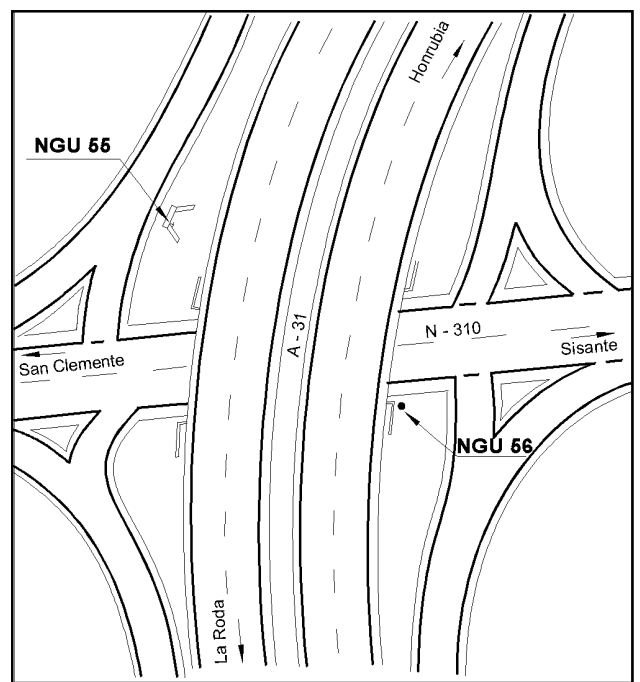 Honrubia
NGU 55
A - 31
N - 310
Sisante
San Clemente
NGU 56
La Roda